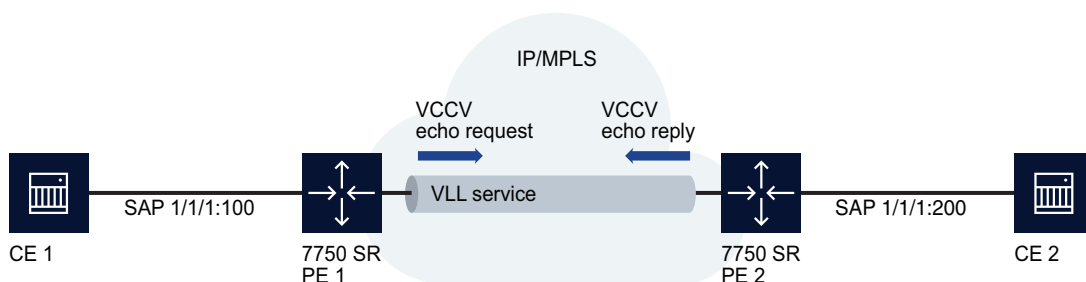 IP/MPLS
VCCV
echo request
VCCV
echo reply
VLL service
SAP 1/1/1:100
SAP 1/1/1:200
CE 1
7750 SR
PE 1
7750 SR
PE 2
CE 2